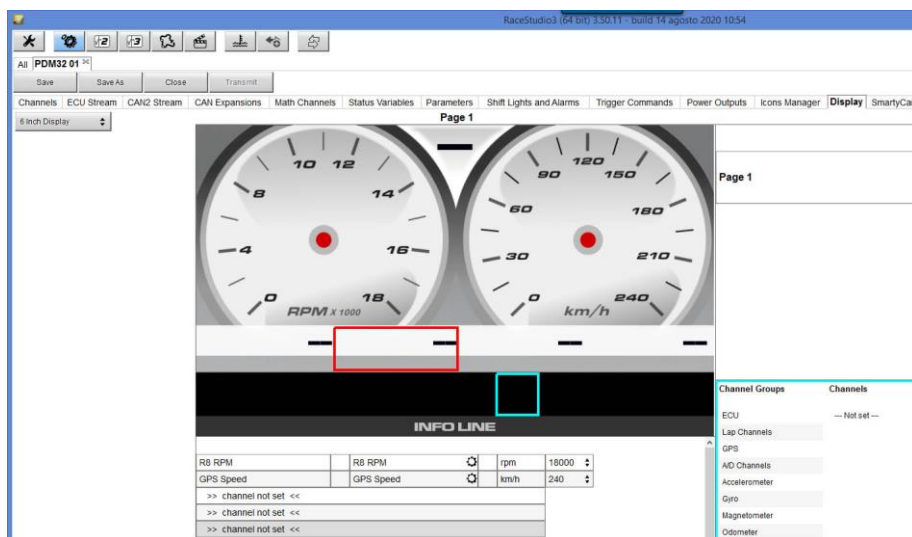 RaceStudio3 (64 bit) 3.50.11 - build 14 agosto 2020 10:54
All PDM32 01
Save Save As Close Transmit
Channels ECU Stream CAN2 Stream CAN Expansions Math Channels Status Variables Parameters Shift Lights and Alarms Trigger Commands Power Outputs Icons Manager Display SmartyCa
6 Inch Display
Page 1
Page 1
0 4 8 10 12 14 16 18
RPM X 1000
0 30 60 90 120 150 180 210 240
km/h
INFO LINE
R8 RPM R8 RPM rpm 18000
GPS Speed GPS Speed km/h 240
>> channel not set <<
>> channel not set <<
>> channel not set <<
Channel Groups Channels
ECU --- Not set ---
Lap Channels
GPS
A/D Channels
Accelerometer
Gyro
Magnetometer
Odometer